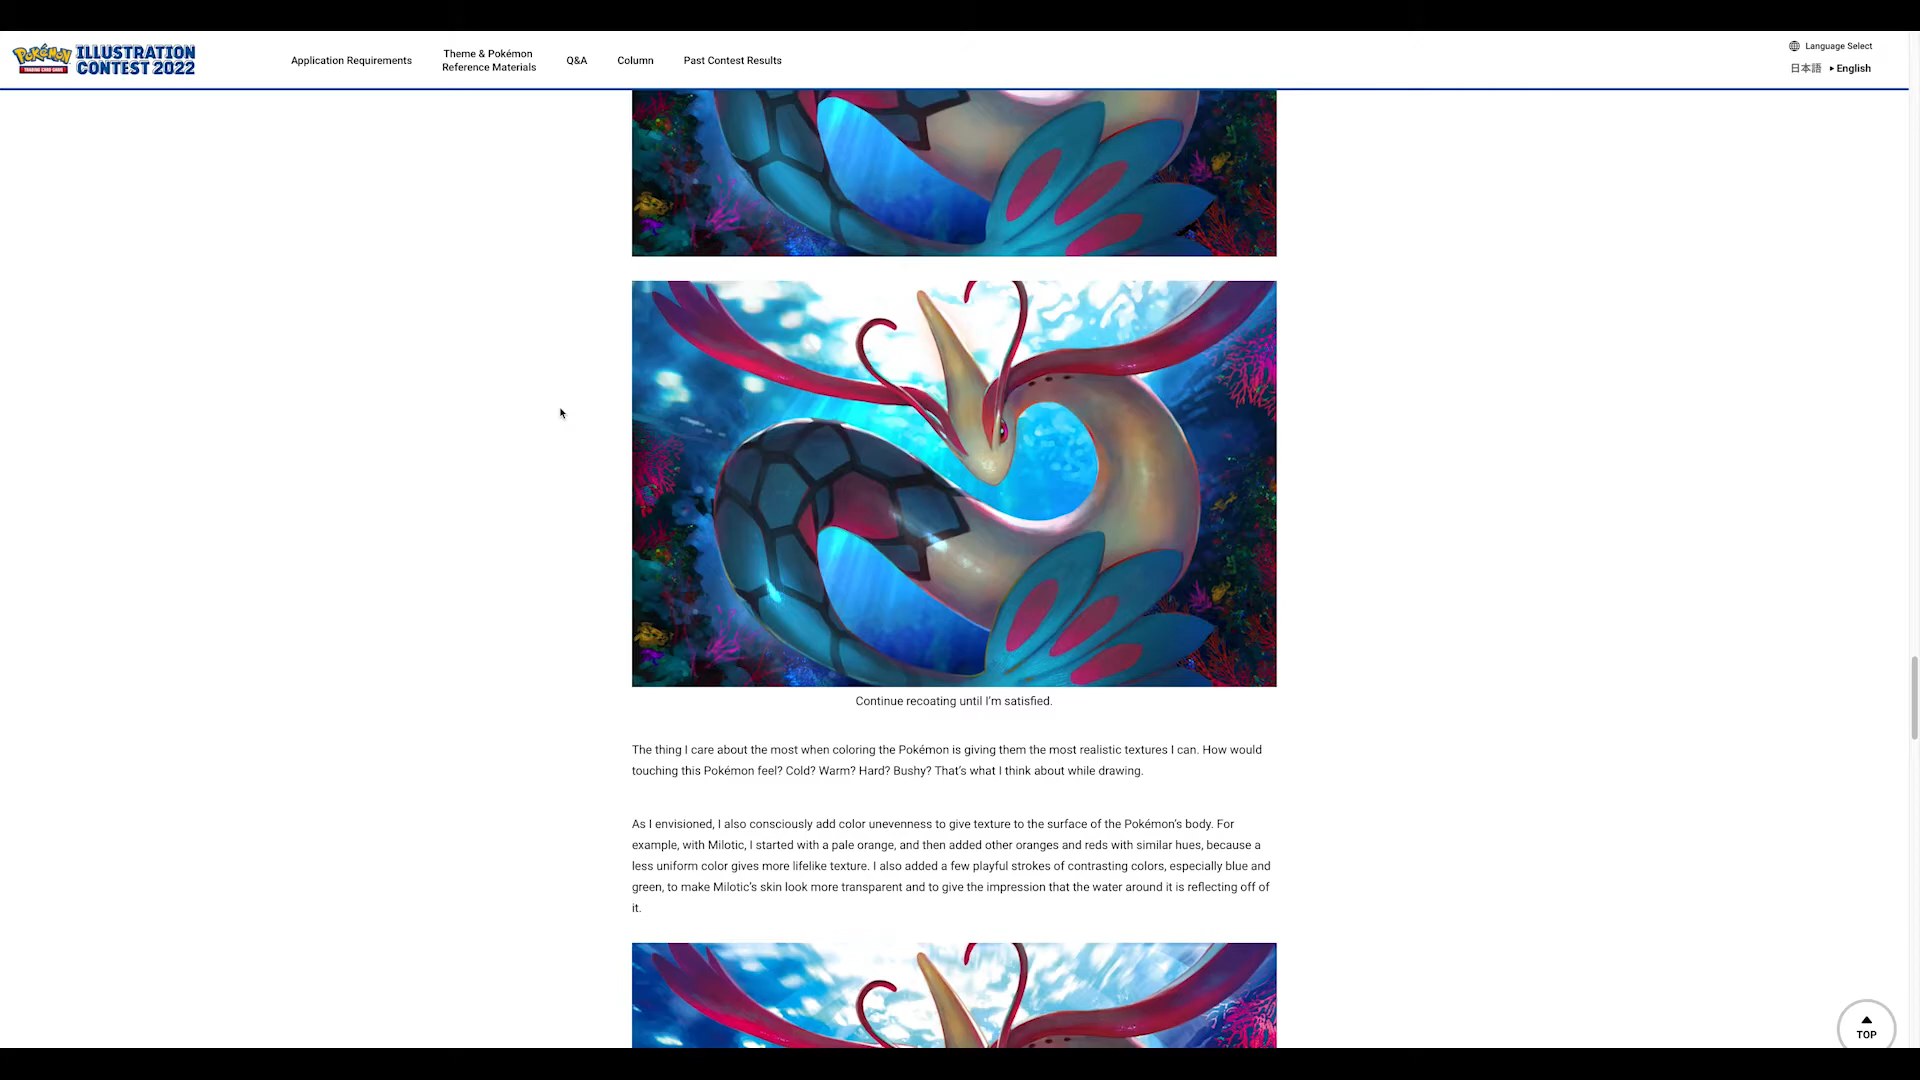 Pokémon
TRADING CARD GAME
ILLUSTRATION
CONTEST 2022
Application Requirements
Theme & Pokémon
Reference Materials
Q&A
Column
Past Contest Results
Language Select
日本語 ▸ English
Continue recoating until I’m satisfied.
The thing I care about the most when coloring the Pokémon is giving them the most realistic textures I can. How would
touching this Pokémon feel? Cold? Warm? Hard? Bushy? That’s what I think about while drawing.
As I envisioned, I also consciously add color unevenness to give texture to the surface of the Pokémon’s body. For
example, with Milotic, I started with a pale orange, and then added other oranges and reds with similar hues, because a
less uniform color gives more lifelike texture. I also added a few playful strokes of contrasting colors, especially blue and
green, to make Milotic’s skin look more transparent and to give the impression that the water around it is reflecting off of
it.
TOP